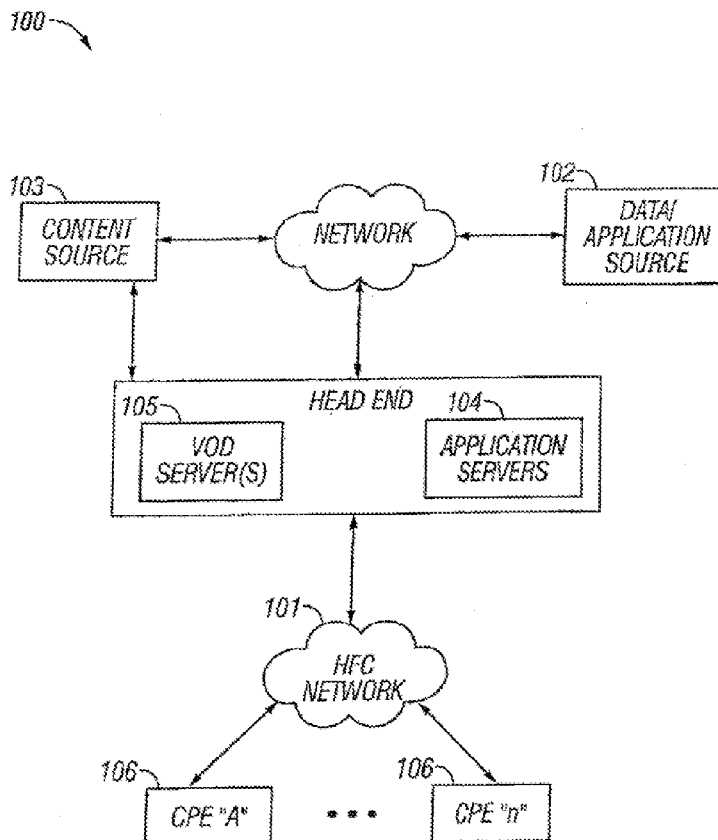 100
103
CONTENT
SOURCE
NETWORK
102
DATA/
APPLICATION
SOURCE
HEAD END
105
VOD
SERVER(S)
104
APPLICATION
SERVERS
101
HFC
NETWORK
106
CPE "A"
106
CPE "n"